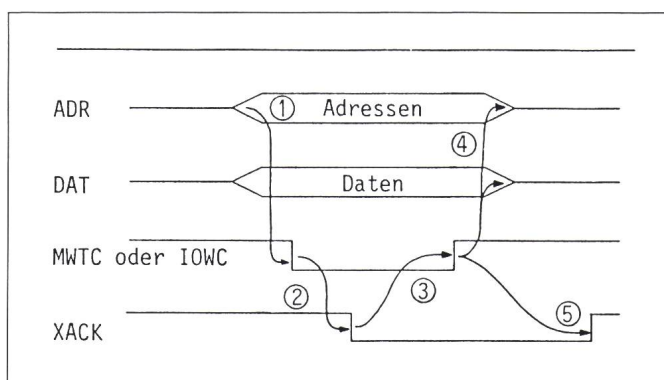 ADR ① Adressen
④
DAT Daten
MWTC oder IOWC
② ③ ⑤
XACK